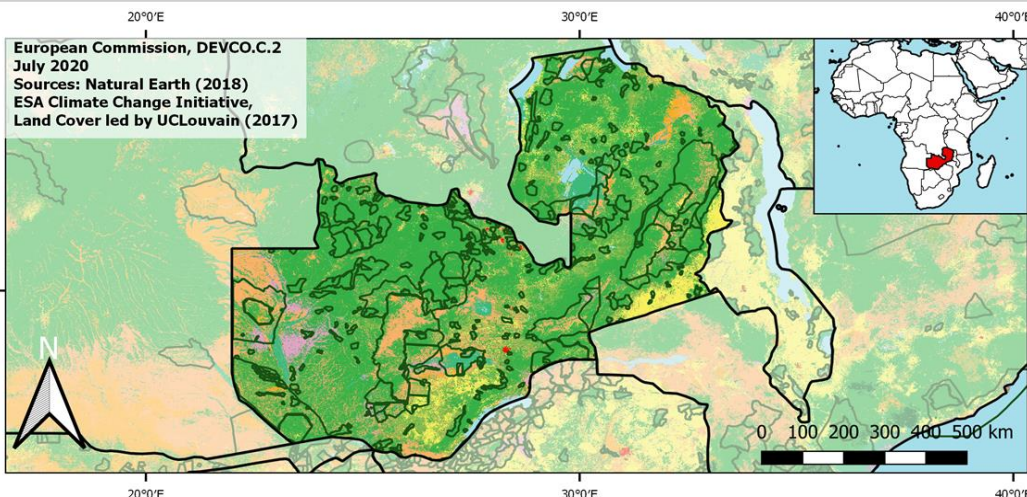 20°0′E 30°0′E 40°0′E
European Commission, DEVCO.C.2
July 2020
Sources: Natural Earth (2018)
ESA Climate Change Initiative,
Land Cover led by UCLouvain (2017)
N
0 100 200 300 400 500 km
20°0′E 30°0′E 40°0′E